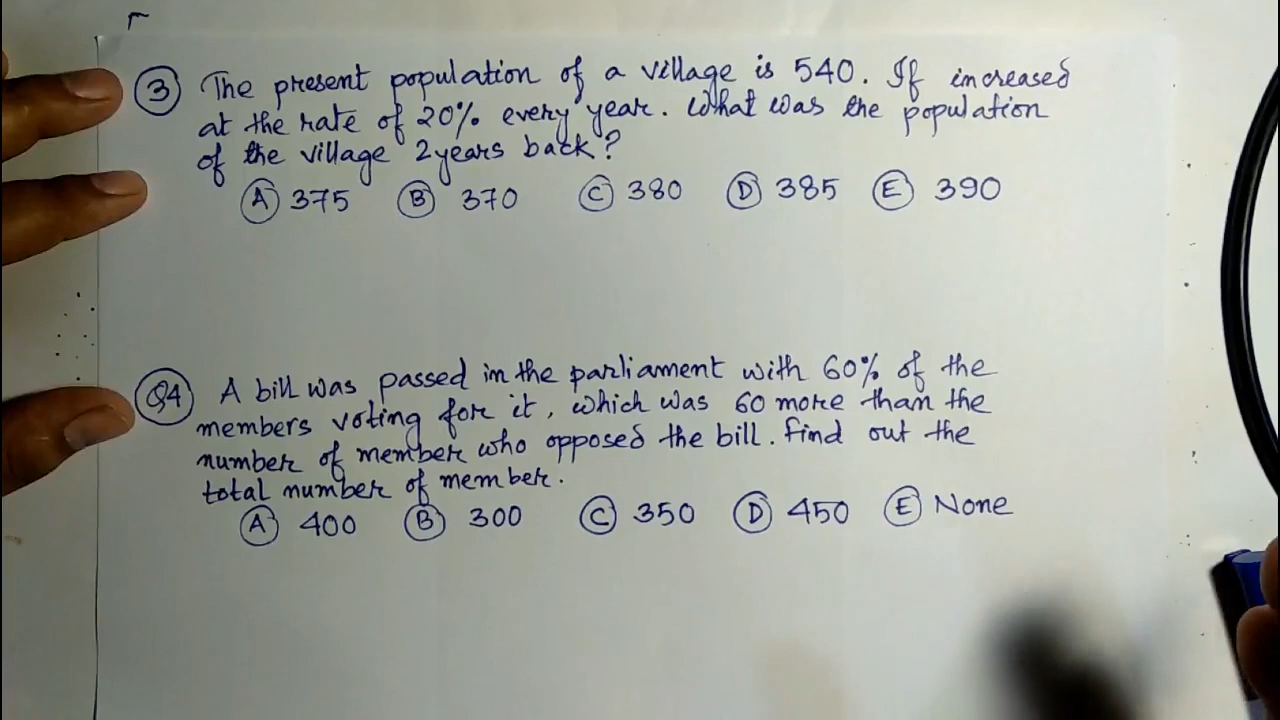 ③ The present population of a village is 540. If increased
at the rate of 20% every year. What was the population
of the village 2 years back?
Ⓐ 375 Ⓑ 370 Ⓒ 380 Ⓓ 385 Ⓔ 390
Q4 A bill was passed in the parliament with 60% of the
members voting for it, which was 60 more than the
number of member who opposed the bill. Find out the
total number of member.
Ⓐ 400 Ⓑ 300 Ⓒ 350 Ⓓ 450 Ⓔ None